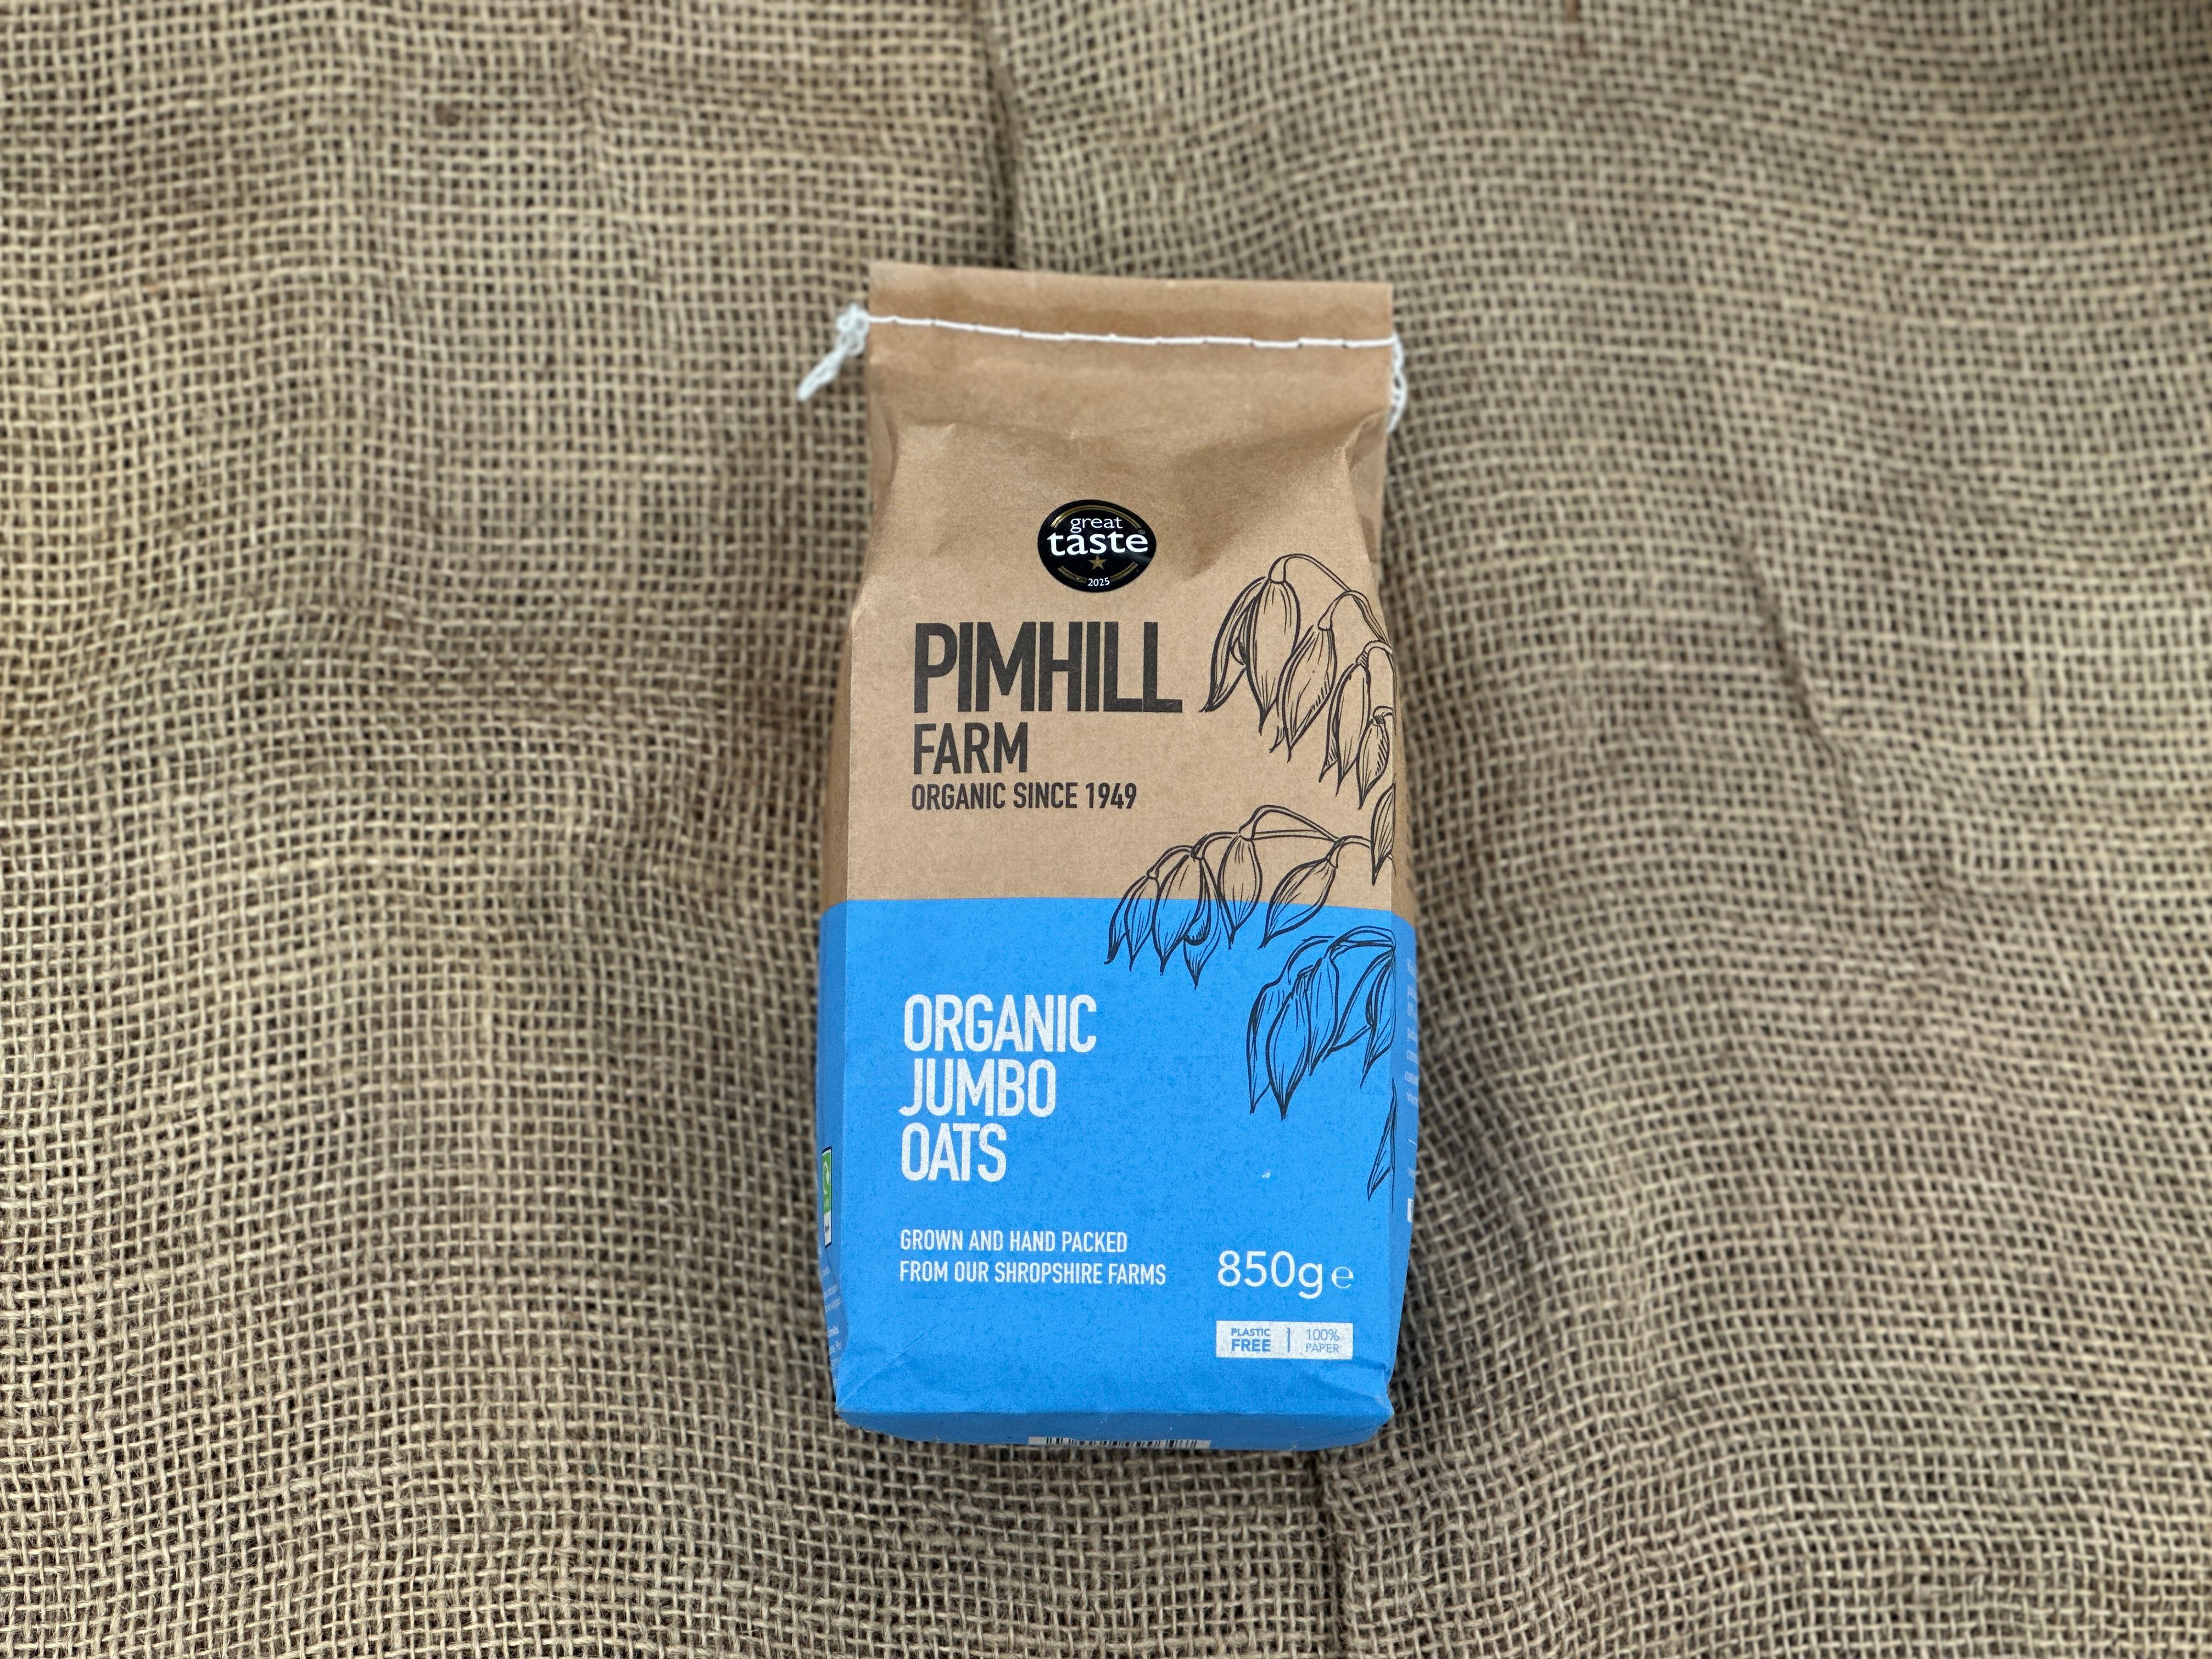 great
taste
2025
PIMHILL
FARM
ORGANIC SINCE 1949
ORGANIC
JUMBO
OATS
GROWN AND HAND PACKED
FROM OUR SHROPSHIRE FARMS
850g℮
PLASTIC
FREE
100%
PAPER